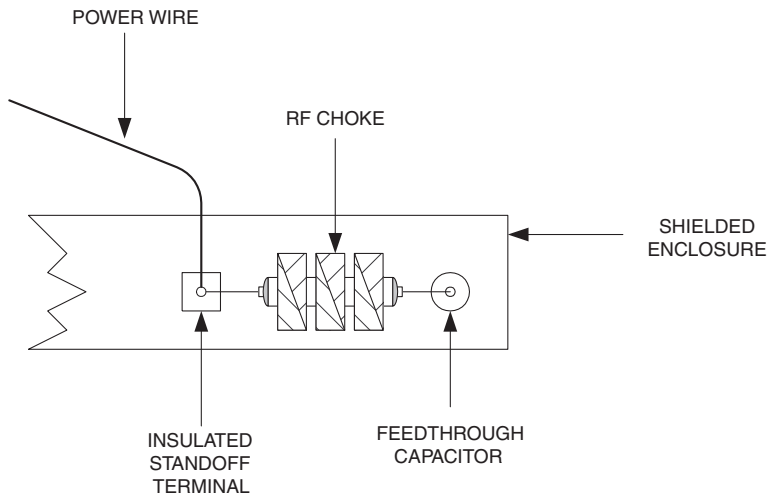 POWER WIRE
RF CHOKE
SHIELDED
ENCLOSURE
INSULATED
STANDOFF
TERMINAL
FEEDTHROUGH
CAPACITOR